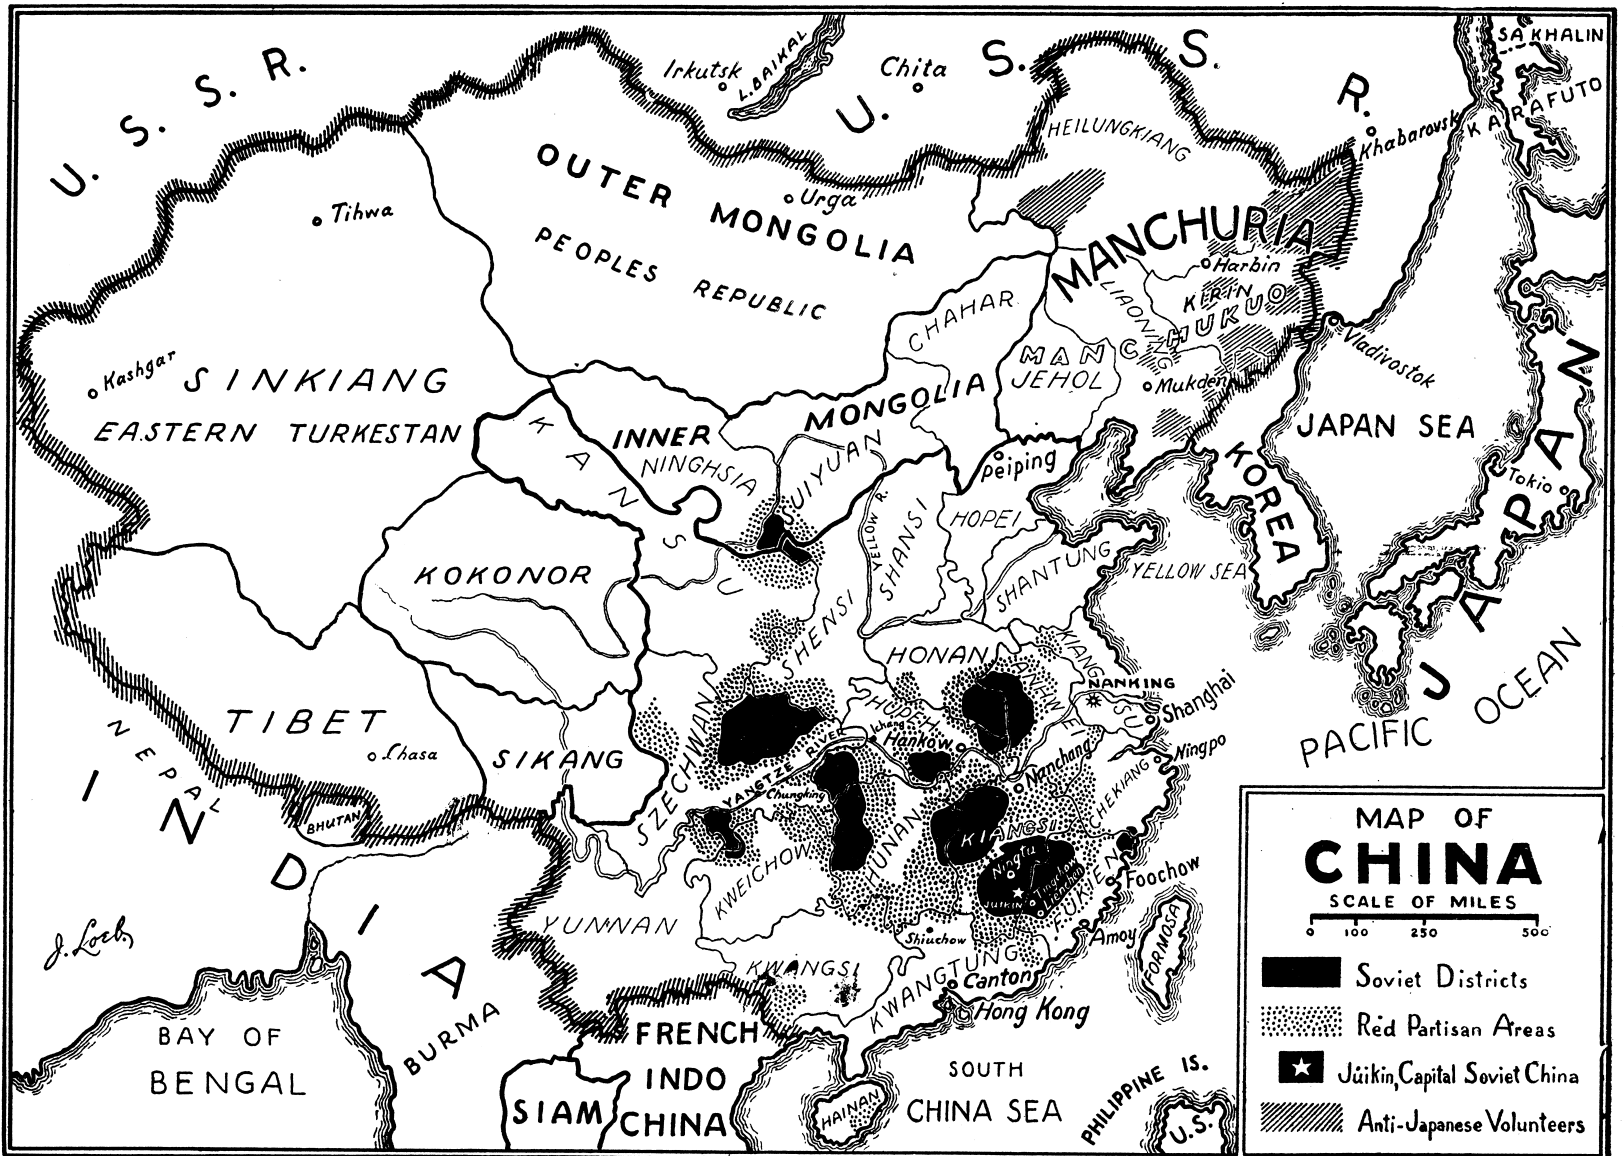 U. S. S. R.
U. S. S. R.
Irkutsk
L. BAIKAL
Chita
SAKHALIN
KARAFUTO
Khabarovsk
HEILUNGKIANG
OUTER MONGOLIA
PEOPLES REPUBLIC
Urga
Tihwa
MANCHURIA
Harbin
KIRIN
LIAONING
MANCHUKUO
JEHOL
Mukden
Vladivostok
CHAHAR
Kashgar
SINKIANG
EASTERN TURKESTAN
KANSU
INNER MONGOLIA
NINGHSIA
SUIYUAN
Peiping
HOPEI
YELLOW R.
SHANSI
SHANTUNG
YELLOW SEA
KOREA
JAPAN SEA
JAPAN
Tokio
PACIFIC OCEAN
KOKONOR
SHENSI
HONAN
KIANGSU
ANHWEI
NANKING
Shanghai
Ningpo
TIBET
Lhasa
SIKANG
SZECHWAN
HUPEH
Ichang
Hankow
YANGTZE RIVER
Chungking
Nanchang
CHEKIANG
NEPAL
BHUTAN
INDIA
KWEICHOW
HUNAN
KIANGSI
Ningtu
JUIKIN
FUKIEN
Foochow
Amoy
FORMOSA
YUNNAN
Shiuchow
KWANGSI
KWANGTUNG
Canton
Hong Kong
J. Loeb
BURMA
BAY OF
BENGAL
FRENCH
INDO
CHINA
SIAM
HAINAN
SOUTH
CHINA SEA
PHILIPPINE IS.
U.S.
MAP OF
CHINA
SCALE OF MILES
0 100 250 500
Soviet Districts
Red Partisan Areas
Juikin, Capital Soviet China
Anti-Japanese Volunteers